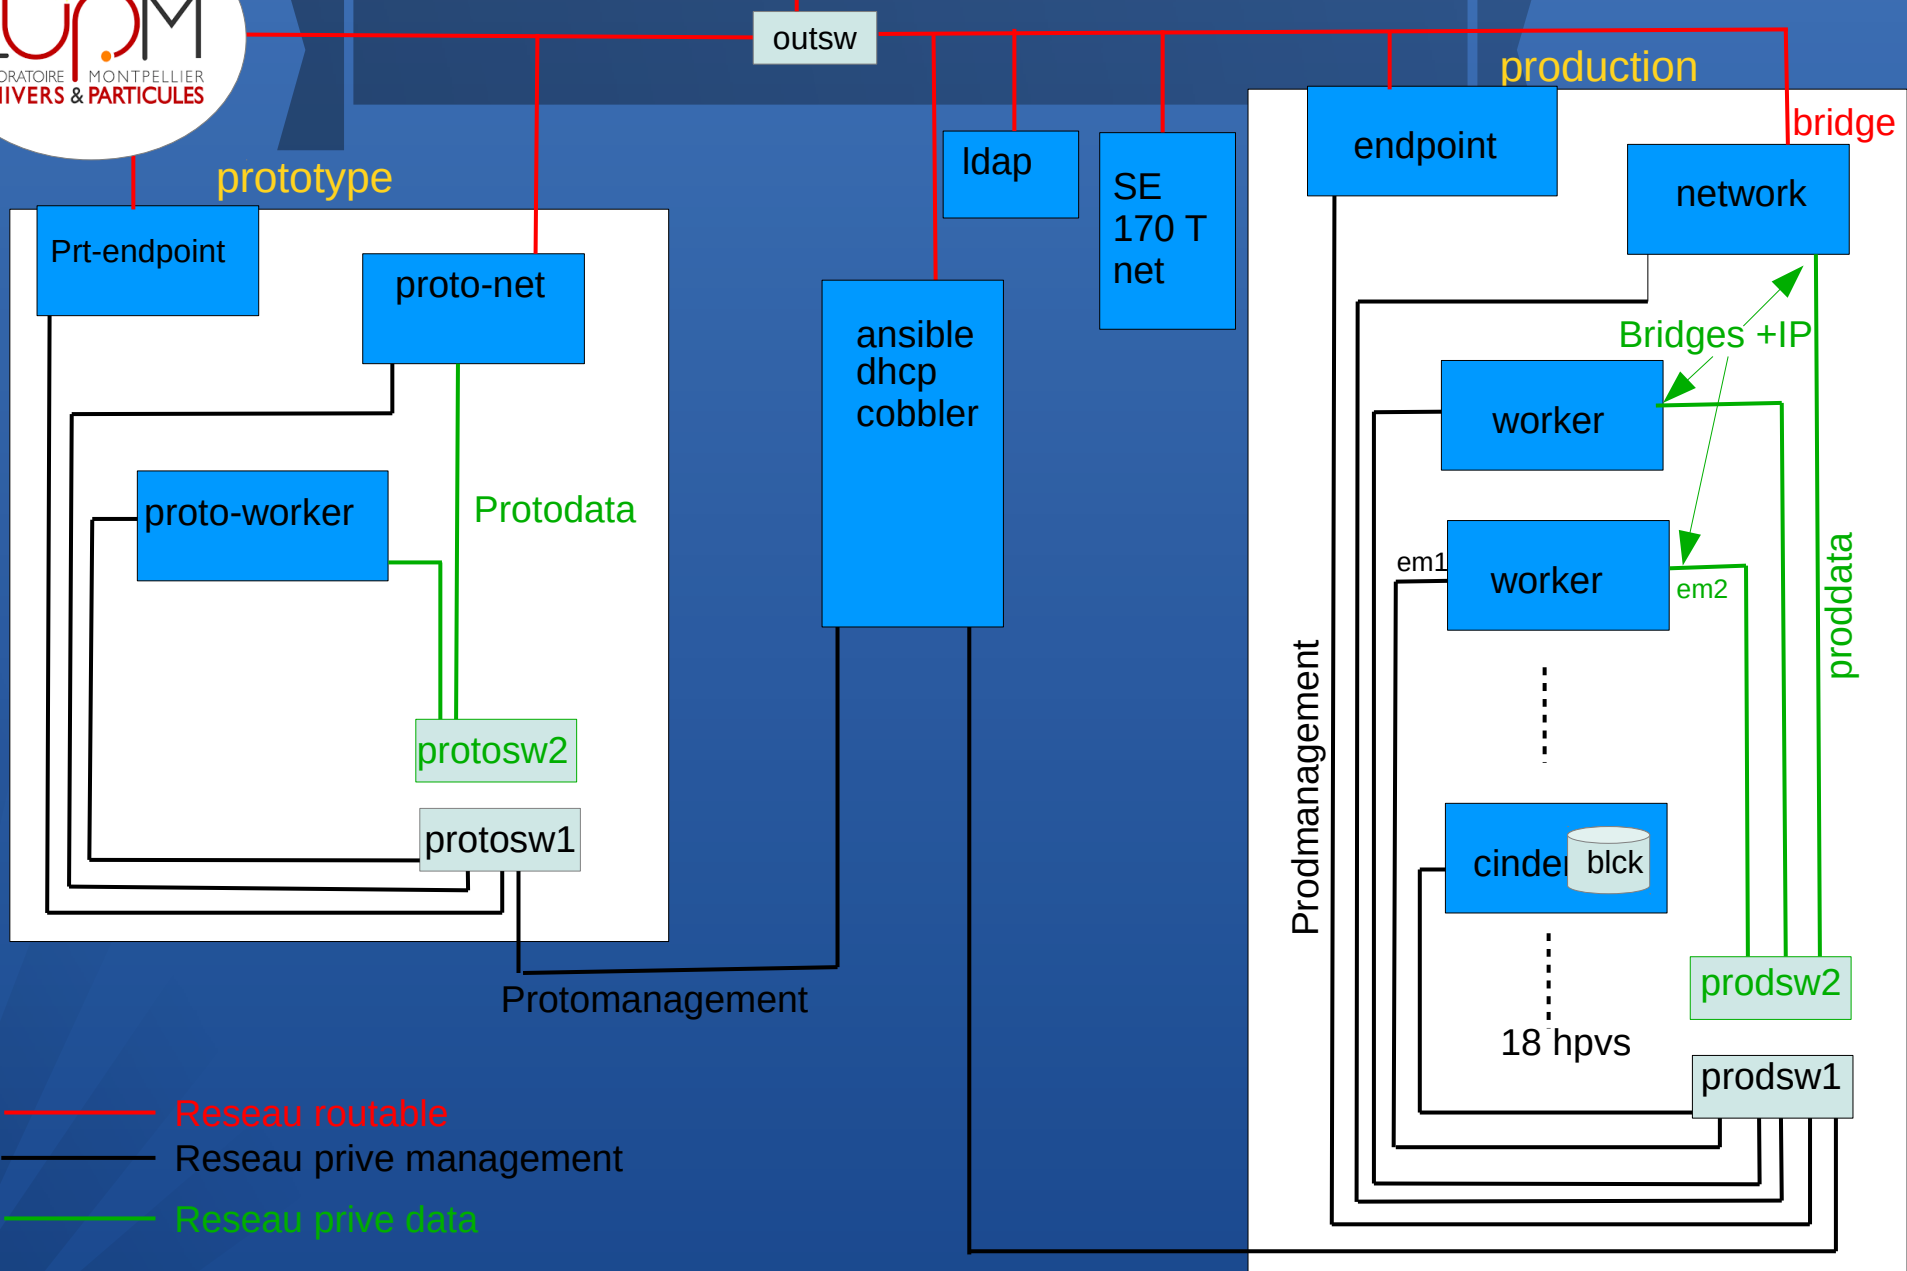 outsw
production
bridge
endpoint
ldap
SE
170 T
net
network
prototype
Prt-endpoint
proto-net
ansible
dhcp
cobbler
Bridges +IP
worker
proto-worker
Protodata
em1
worker
em2
proddata
Prodmanagement
protosw2
protosw1
cinder
blck
prodsw2
Protomanagement
18 hpvs
prodsw1
Reseau routable
Reseau prive management
Reseau prive data
MONTPELLIER
& PARTICULES